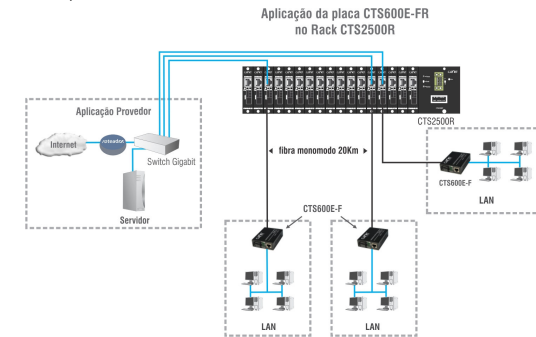 Aplicação da placa CTS600E-FR
no Rack CTS2500R
CTS2500R
Aplicação Provedor
Internet
roteador
Switch Gigabit
Servidor
fibra monomodo 20Km
CTS600E-F
LAN
CTS600E-F
LAN
LAN